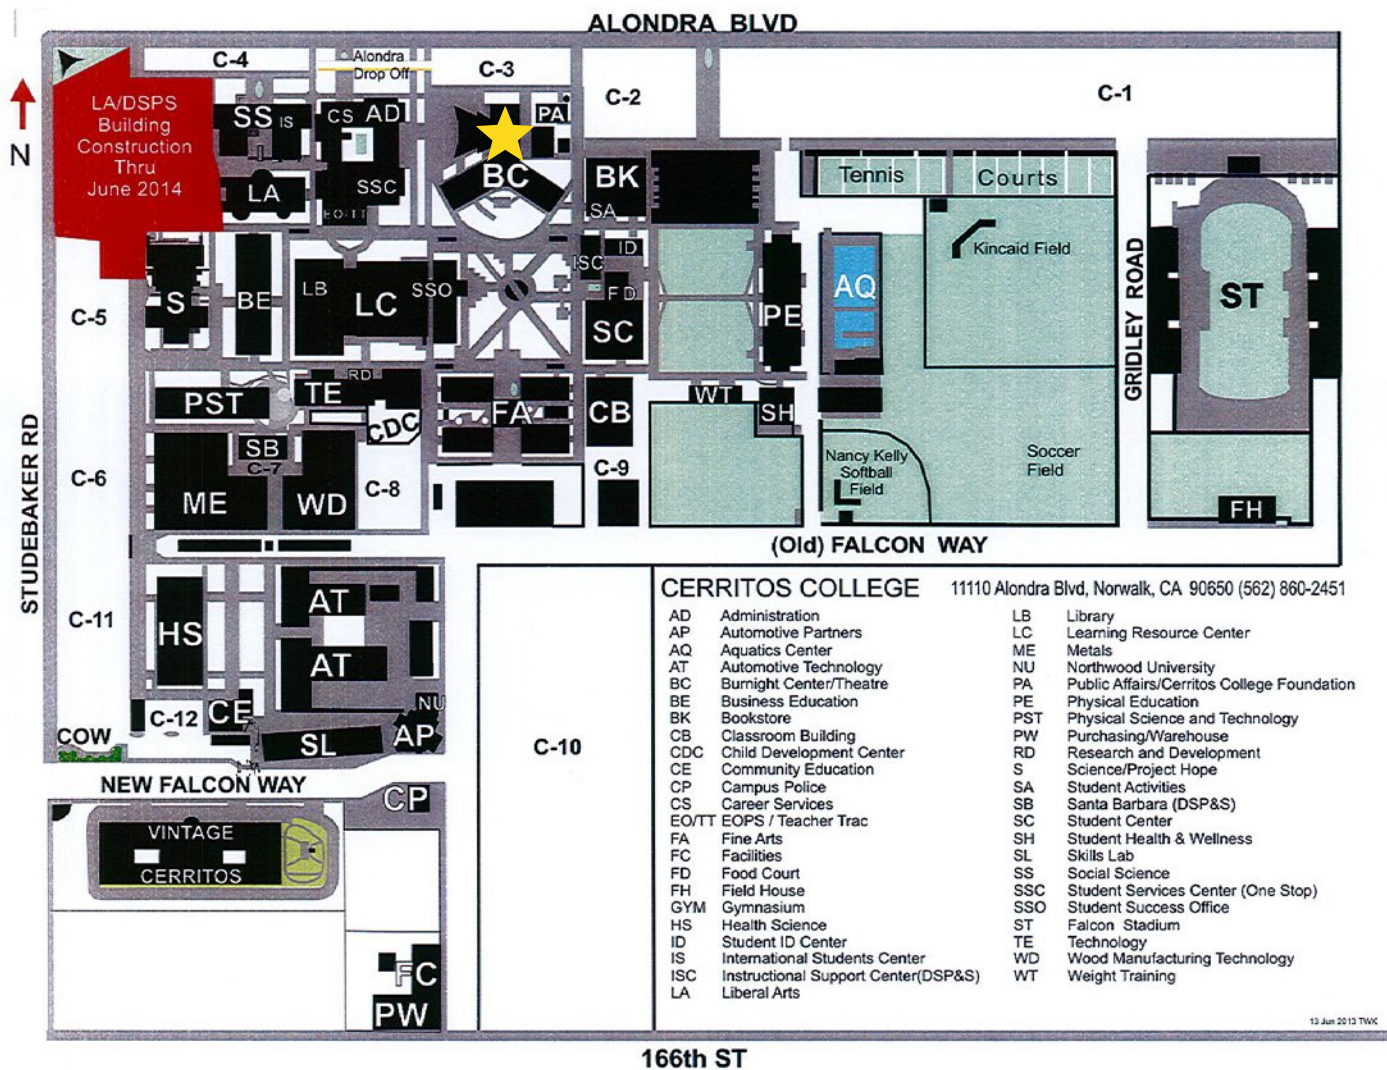 ALONDRA BLVD
C-4
Alondra
Drop Off
C-3
C-2
C-1
N
LA/DSPS
Building
Construction
Thru
June 2014
SS
IS
CS
AD
PA
BC
BK
SA
LA
SSC
EO/TT
Tennis
Courts
Kincaid Field
GRIDLEY ROAD
ST
C-5
S
BE
LB
LC
SSO
ISC
ID
FD
SC
PE
AQ
STUDEBAKER RD
PST
TE
RD
CDC
FA
CB
WT
SH
C-6
SB
C-7
ME
WD
C-8
C-9
Nancy Kelly
Softball
Field
Soccer
Field
FH
(Old) FALCON WAY
C-11
HS
AT
AT
C-12
CE
SL
NU
AP
COW
C-10
NEW FALCON WAY
CP
VINTAGE
CERRITOS
FC
PW
166th ST
CERRITOS COLLEGE 11110 Alondra Blvd, Norwalk, CA 90650 (562) 860-2451
AD Administration
AP Automotive Partners
AQ Aquatics Center
AT Automotive Technology
BC Burnight Center/Theatre
BE Business Education
BK Bookstore
CB Classroom Building
CDC Child Development Center
CE Community Education
CP Campus Police
CS Career Services
EO/TT EOPS / Teacher Trac
FA Fine Arts
FC Facilities
FD Food Court
FH Field House
GYM Gymnasium
HS Health Science
ID Student ID Center
IS International Students Center
ISC Instructional Support Center(DSP&S)
LA Liberal Arts
LB Library
LC Learning Resource Center
ME Metals
NU Northwood University
PA Public Affairs/Cerritos College Foundation
PE Physical Education
PST Physical Science and Technology
PW Purchasing/Warehouse
RD Research and Development
S Science/Project Hope
SA Student Activities
SB Santa Barbara (DSP&S)
SC Student Center
SH Student Health & Wellness
SL Skills Lab
SS Social Science
SSC Student Services Center (One Stop)
SSO Student Success Office
ST Falcon Stadium
TE Technology
WD Wood Manufacturing Technology
WT Weight Training
13 Jun 2013 TWK